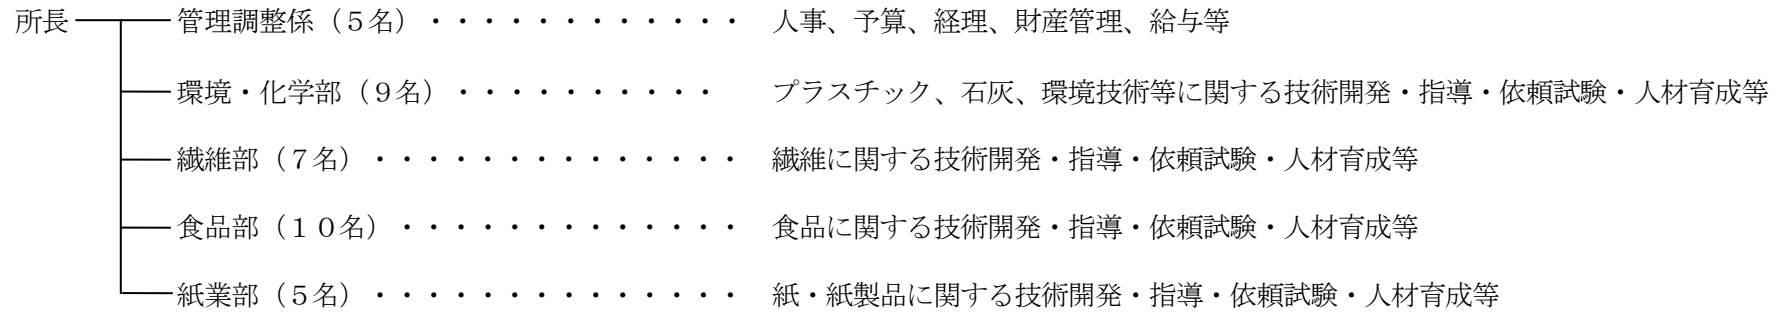 所長 管理調整係（５名）・・・・・・・・・・・・ 人事、予算、経理、財産管理、給与等
環境・化学部（９名）・・・・・・・・・・ プラスチック、石灰、環境技術等に関する技術開発・指導・依頼試験・人材育成等
繊維部（７名）・・・・・・・・・・・・・・ 繊維に関する技術開発・指導・依頼試験・人材育成等
食品部（１０名）・・・・・・・・・・・・・ 食品に関する技術開発・指導・依頼試験・人材育成等
紙業部（５名）・・・・・・・・・・・・・・ 紙・紙製品に関する技術開発・指導・依頼試験・人材育成等